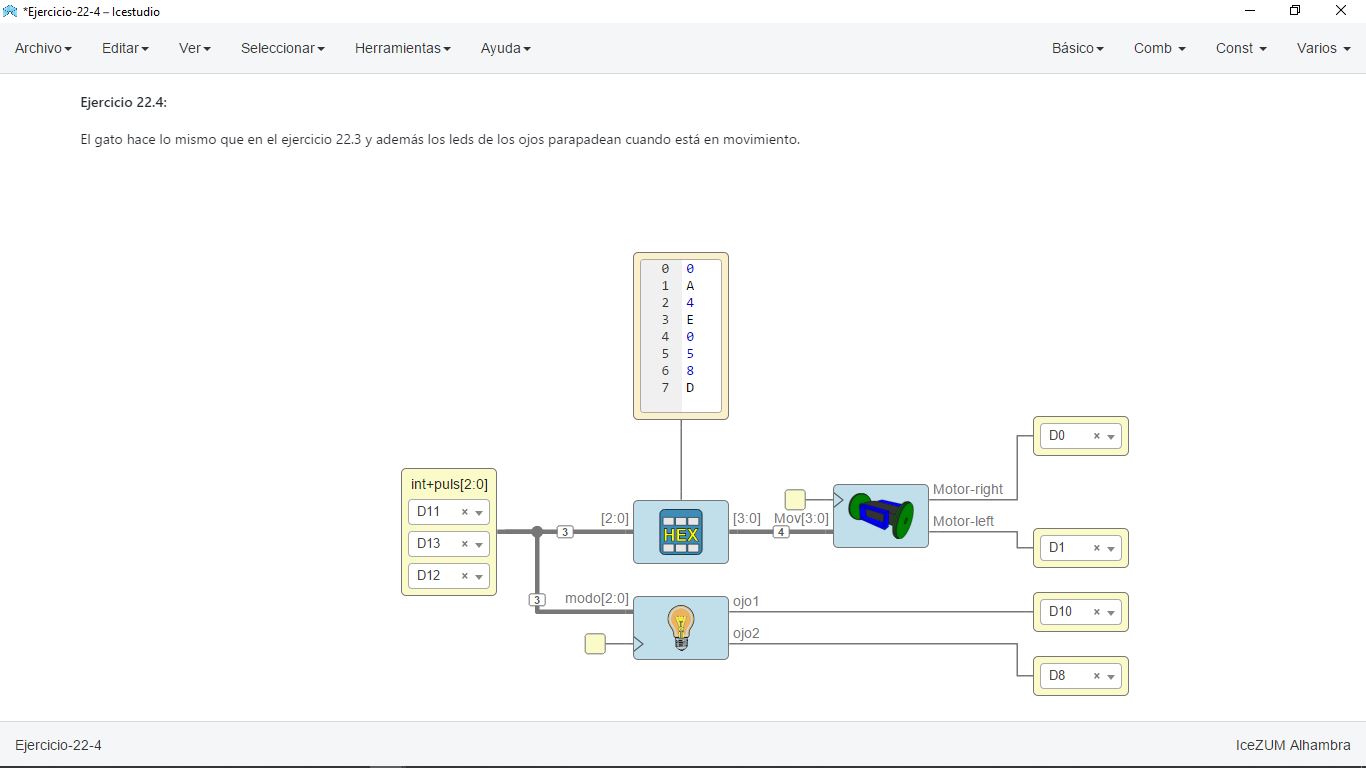 *Ejercicio-22-4 – Icestudio
Archivo Editar Ver Seleccionar Herramientas Ayuda Básico Comb Const Varios
Ejercicio 22.4:
El gato hace lo mismo que en el ejercicio 22.3 y además los leds de los ojos parapadean cuando está en movimiento.
0 0
1 A
2 4
3 E
4 0
5 5
6 8
7 D
int+puls[2:0]
D11 ×
D13 ×
D12 ×
3
[2:0]
HEX
[3:0]
Mov[3:0]
4
Motor-right
Motor-left
D0 ×
D1 ×
3
modo[2:0]
ojo1
ojo2
D10 ×
D8 ×
Ejercicio-22-4
IceZUM Alhambra